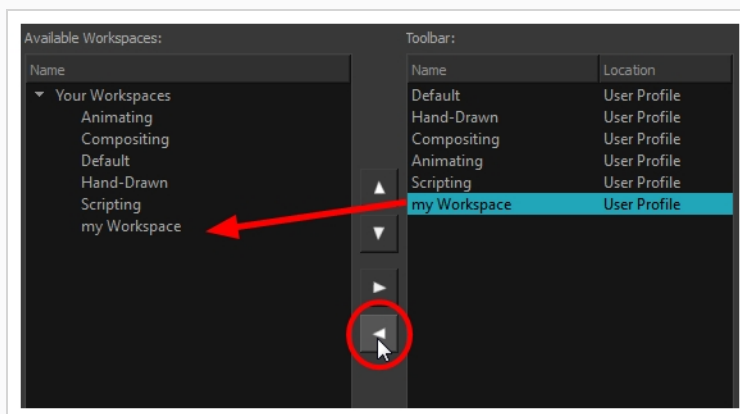 Available Workspaces:
Name
Your Workspaces
Animating
Compositing
Default
Hand-Drawn
Scripting
my Workspace
Toolbar:
Name Location
Default User Profile
Hand-Drawn User Profile
Compositing User Profile
Animating User Profile
Scripting User Profile
my Workspace User Profile